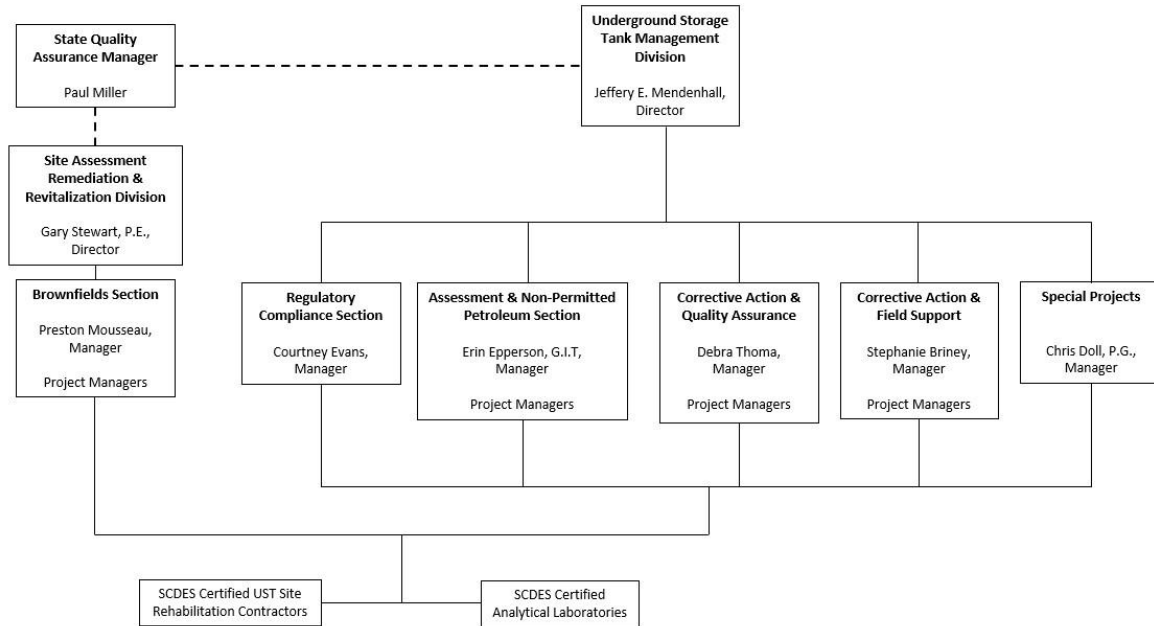 State Quality
Assurance Manager
Paul Miller
Underground Storage
Tank Management
Division
Jeffery E. Mendenhall,
Director
Site Assessment
Remediation &
Revitalization Division
Gary Stewart, P.E.,
Director
Brownfields Section
Preston Mousseau,
Manager
Project Managers
Regulatory
Compliance Section
Courtney Evans,
Manager
Assessment & Non-Permitted
Petroleum Section
Erin Epperson, G.I.T,
Manager
Project Managers
Corrective Action &
Quality Assurance
Debra Thoma,
Manager
Project Managers
Corrective Action &
Field Support
Stephanie Briney,
Manager
Project Managers
Special Projects
Chris Doll, P.G.,
Manager
SCDES Certified UST Site
Rehabilitation Contractors
SCDES Certified
Analytical Laboratories